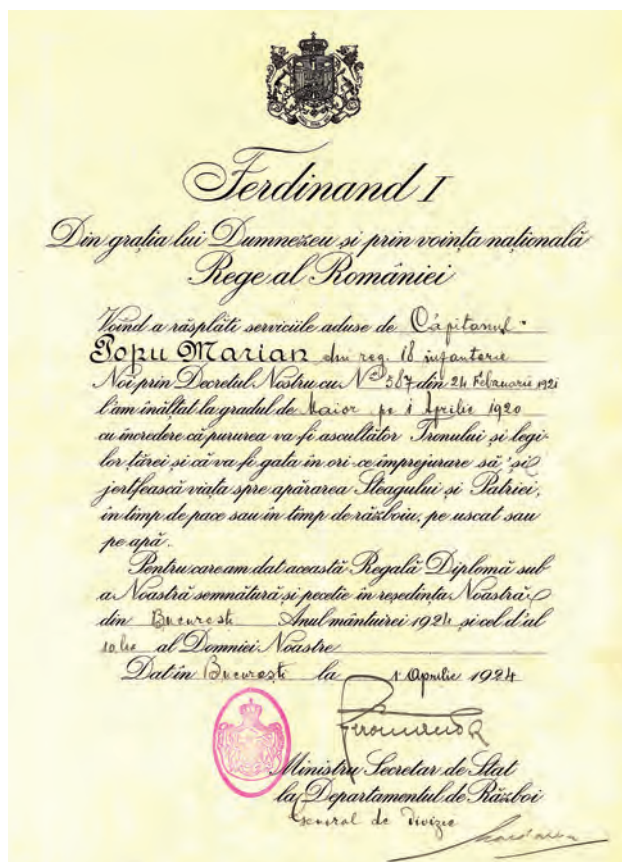 Ferdinand I
Din grația lui Dumnezeu și prin voința națională
Rege al României
Voind a răsplăti serviciile aduse de Căpitanul
Popu Marian din reg. 18 infanterie
Noi prin Decretul Nostru cu Nº 587 din 24 Februarie 1921
l'am înălțat la gradul de Maior pe 1 Aprilie 1920
cu încredere că pururea va fi ascultător Tronului și legi-
lor țărei și că va fi gata în ori-ce împrejurare să 'și
jertfească viața spre apărarea Steagului și Patriei,
în timp de pace sau în timp de războiu, pe uscat sau
pe apă.
Pentru care am dat această Regală Diplomă sub
a Noastră semnătură și pecetie în reședința Noastră
din București Anul mântuirei 1924 și cel d'al
al Domniei Noastre
Dat în București la 1 Aprilie 1924
Ministru Secretar de Stat
la Departamentul de Război
General de Divizie